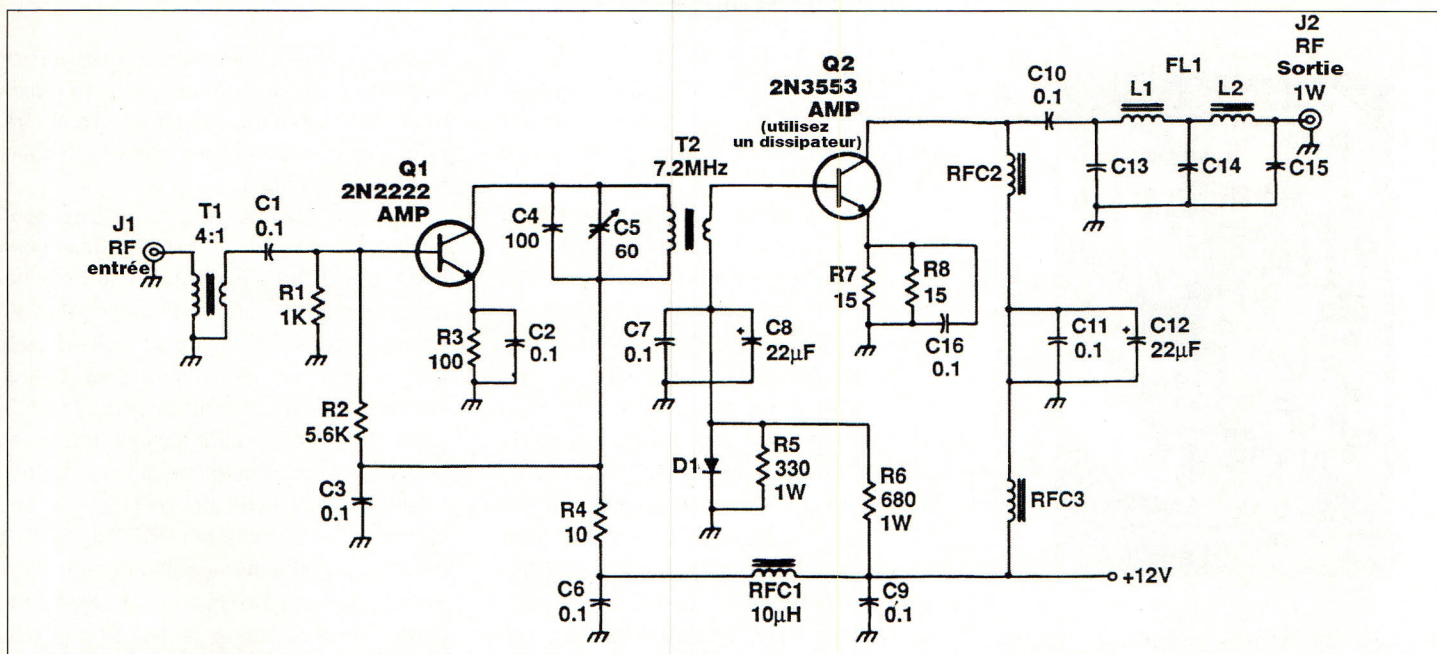 J1
RF
entrée
T1
4:1
C1
0.1
R1
1K
R2
5.6K
C3
0.1
Q1
2N2222
AMP
R3
100
C2
0.1
C4
100
C5
60
R4
10
C6
0.1
T2
7.2MHz
C7
0.1
+
C8
22µF
D1
R5
330
1W
R6
680
1W
RFC1
10µH
C9
0.1
Q2
2N3553
AMP
(utilisez
un dissipateur)
R7
15
R8
15
C16
0.1
RFC2
C11
0.1
+
C12
22µF
RFC3
+12V
C10
0.1
FL1
L1
L2
C13
C14
C15
J2
RF
Sortie
1W